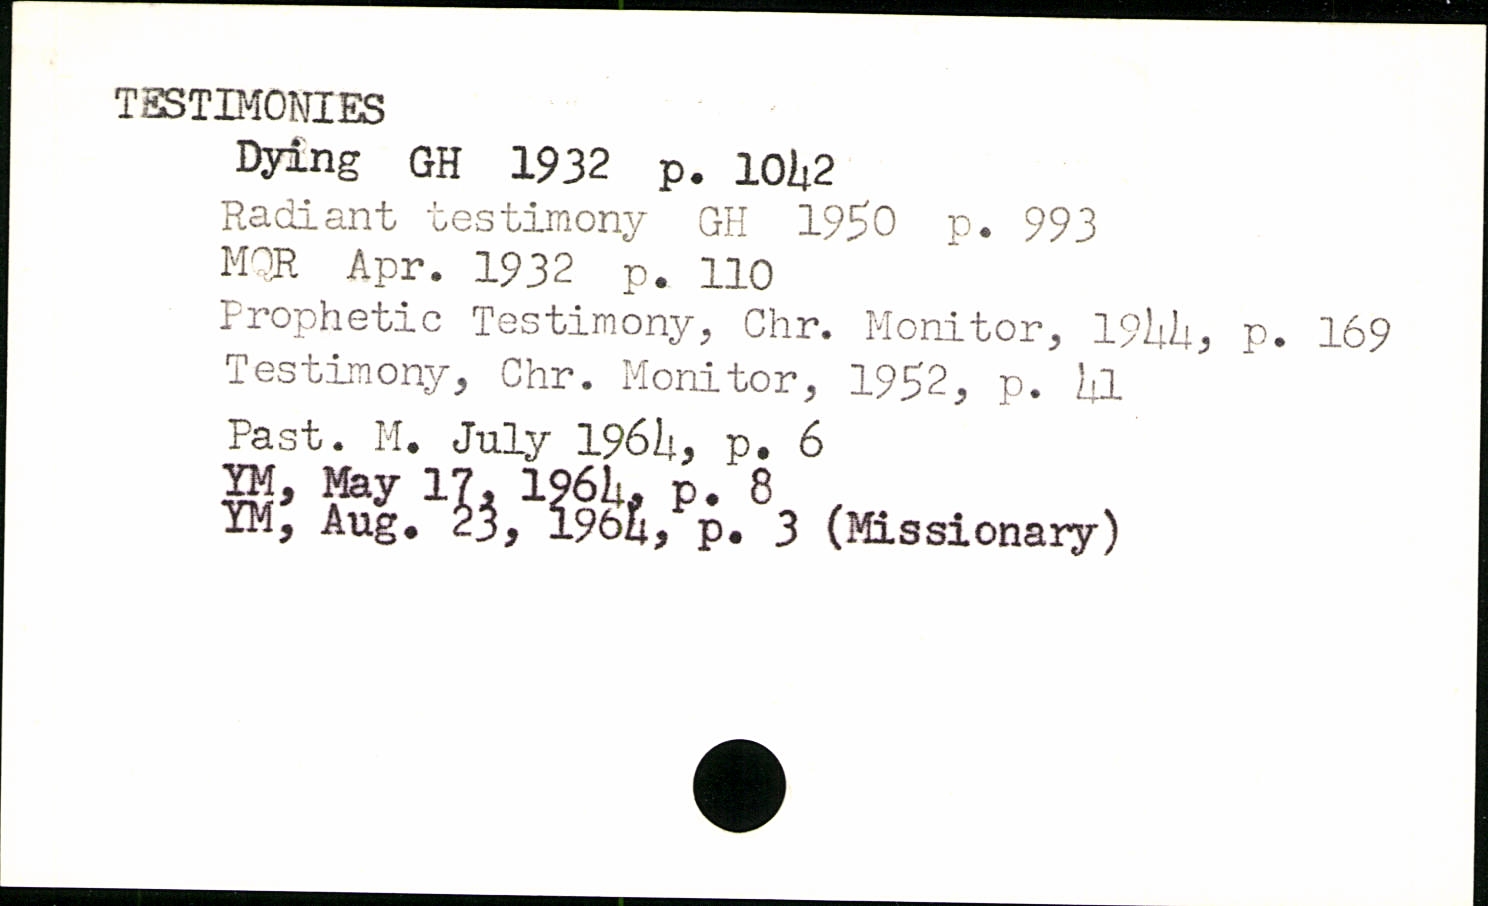 TESTIMONIES
Dying GH 1932 p. 1042
Radiant testimony GH 1950 p. 993
MQR Apr. 1932 p. 110
Prophetic Testimony, Chr. Monitor, 1944, p. 169
Testimony, Chr. Monitor, 1952, p. 41
Past. M. July 1964, p. 6
YM, May 17, 1964, p. 8
YM, Aug. 23, 1964, p. 3 (Missionary)